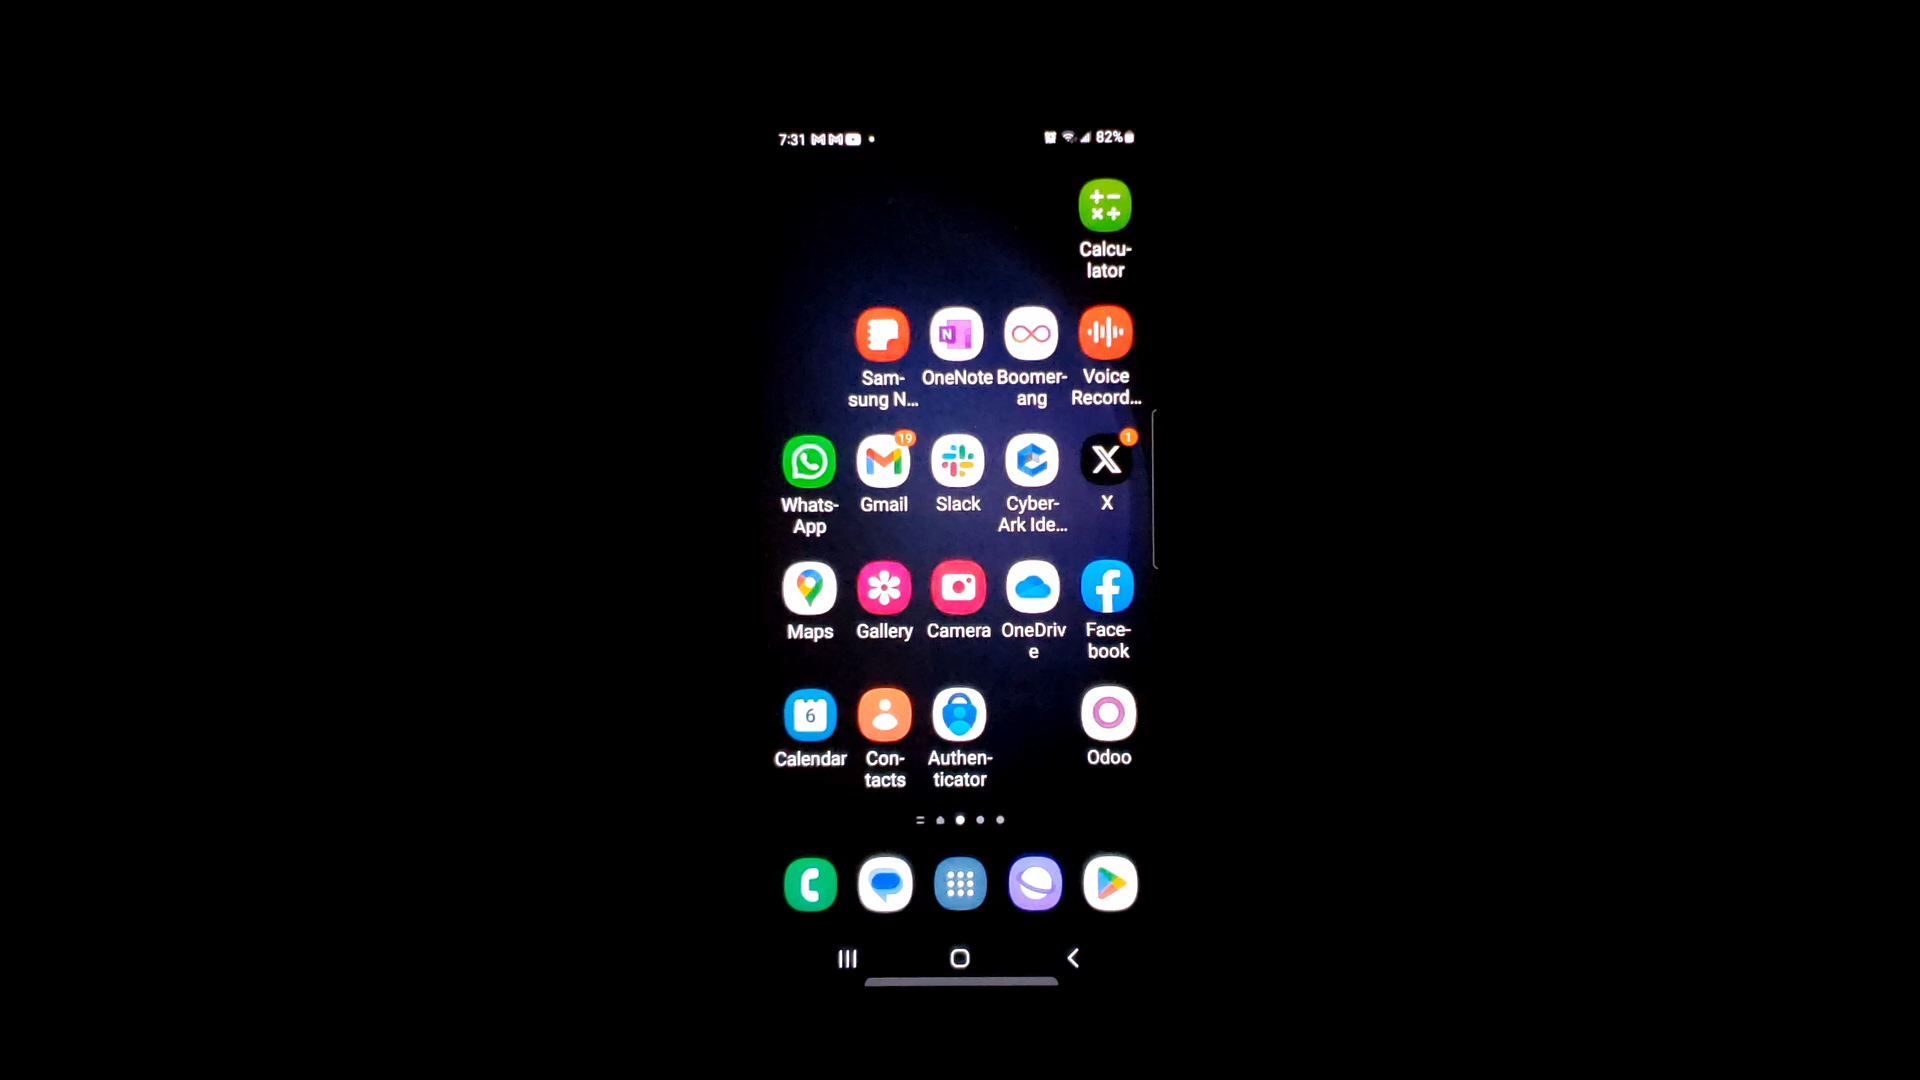 7:31
82%
Calcu-
lator
Sam-
sung N...
OneNote
Boomer-
ang
Voice
Record...
19
1
Whats-
App
Gmail
Slack
Cyber-
Ark Ide...
X
Maps
Gallery
Camera
OneDriv
e
Face-
book
6
Calendar
Con-
tacts
Authen-
ticator
Odoo